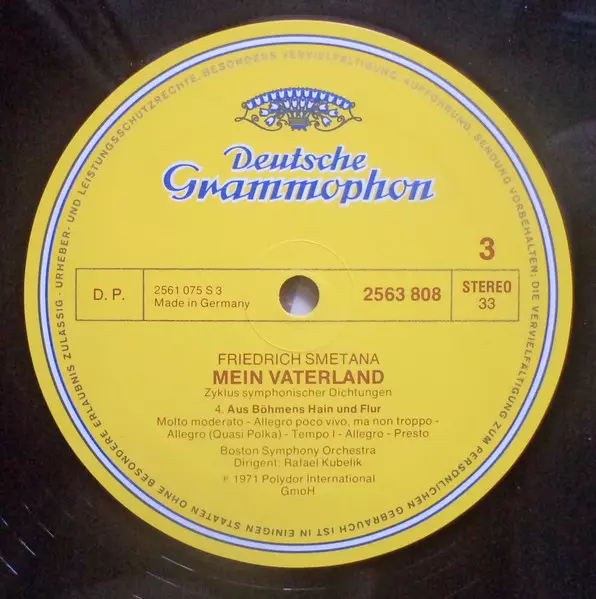 Deutsche
Grammophon
3
D. P.
2561 075 S 3
Made in Germany
2563 808
STEREO
33
FRIEDRICH SMETANA
MEIN VATERLAND
Zyklus symphonischer Dichtungen
4. Aus Böhmens Hain und Flur
Molto moderato - Allegro poco vivo, ma non troppo -
Allegro (Quasi Polka) - Tempo I - Allegro - Presto
Boston Symphony Orchestra
Dirigent: Rafael Kubelik
℗ 1971 Polydor International
GmoH
URHEBER- UND LEISTUNGSSCHUTZRECHTE, BESONDERS VERVIELFÄLTIGUNG, AUFFÜHRUNG, SENDUNG VORBEHALTEN; DIE VERVIELFÄLTIGUNG ZUM PERSÖNLICHEN GEBRAUCH IST IN EINIGEN STAATEN OHNE BESONDERE ERLAUBNIS ZULÄSSIG ·